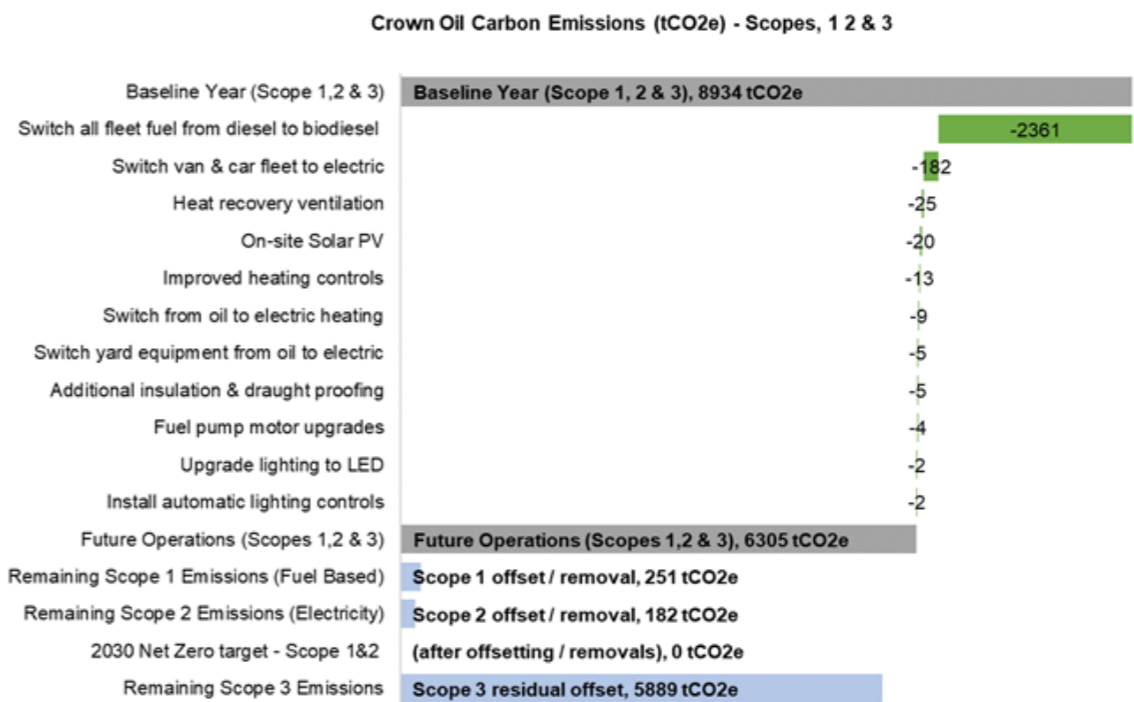 Crown Oil Carbon Emissions (tCO2e) - Scopes, 1 2 & 3
Baseline Year (Scope 1,2 & 3) Baseline Year (Scope 1, 2 & 3), 8934 tCO2e
Switch all fleet fuel from diesel to biodiesel -2361
Switch van & car fleet to electric -182
Heat recovery ventilation -25
On-site Solar PV -20
Improved heating controls -13
Switch from oil to electric heating -9
Switch yard equipment from oil to electric -5
Additional insulation & draught proofing -5
Fuel pump motor upgrades -4
Upgrade lighting to LED -2
Install automatic lighting controls -2
Future Operations (Scopes 1,2 & 3) Future Operations (Scopes 1,2 & 3), 6305 tCO2e
Remaining Scope 1 Emissions (Fuel Based) Scope 1 offset / removal, 251 tCO2e
Remaining Scope 2 Emissions (Electricity) Scope 2 offset / removal, 182 tCO2e
2030 Net Zero target - Scope 1&2 (after offsetting / removals), 0 tCO2e
Remaining Scope 3 Emissions Scope 3 residual offset, 5889 tCO2e